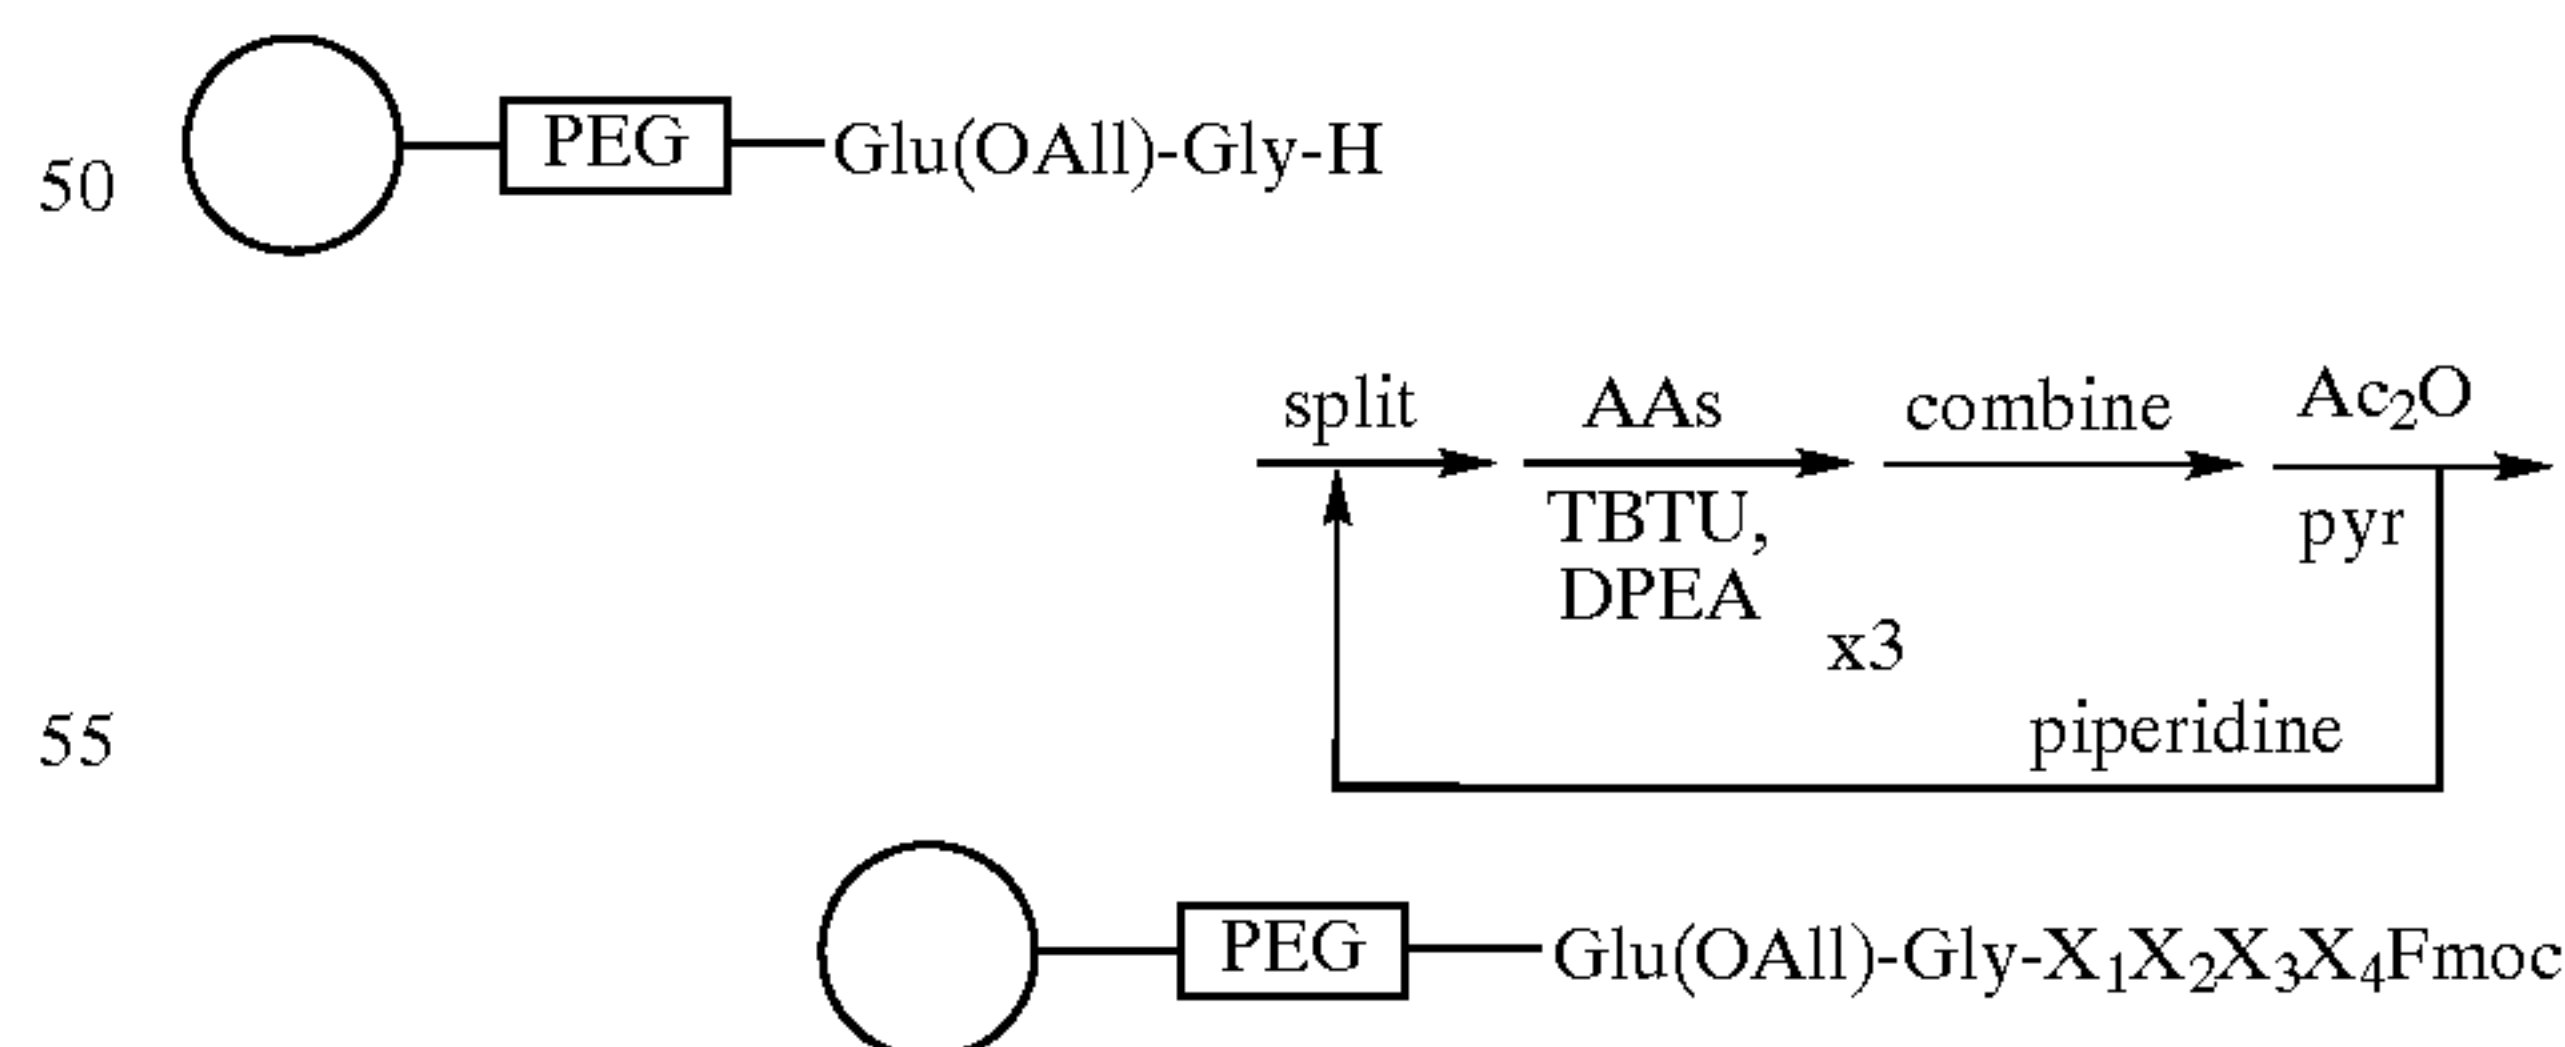 50 PEG Glu(OAll)-Gly-H
split AAs combine Ac₂O
TBTU, pyr
DPEA
x3
55 piperidine
PEG Glu(OAll)-Gly-X₁X₂X₃X₄Fmoc